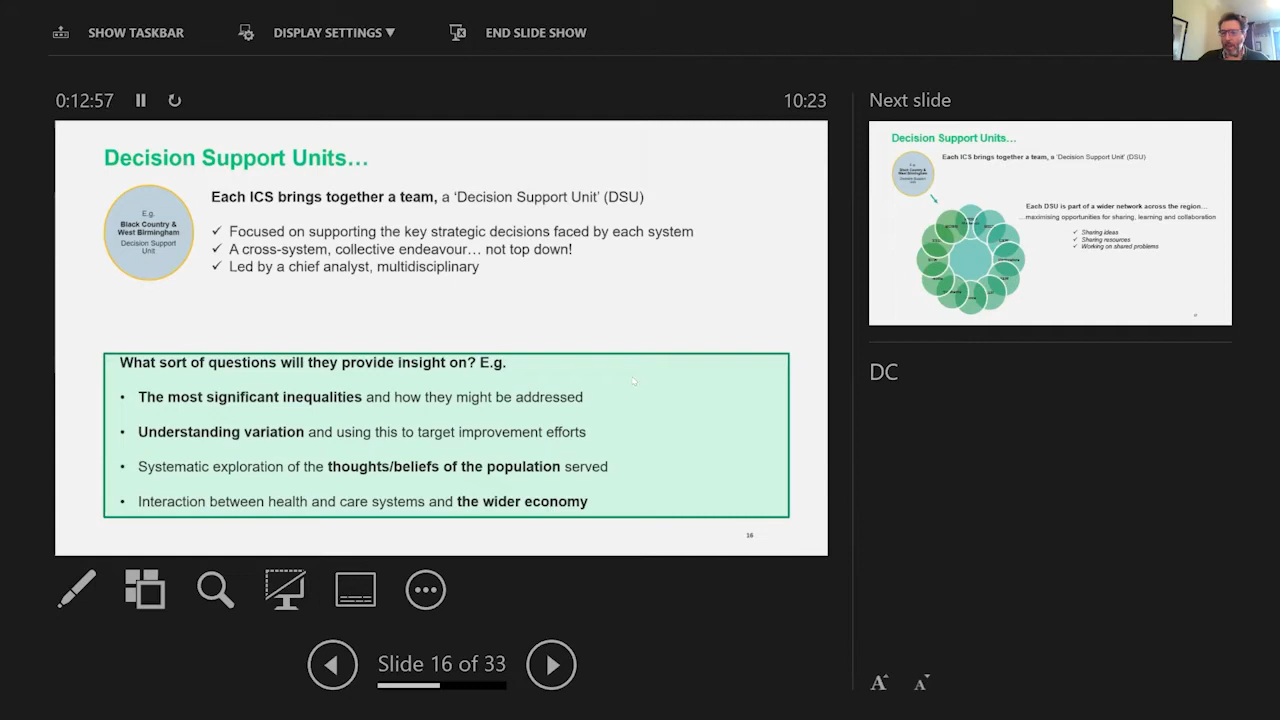 SHOW TASKBAR
DISPLAY SETTINGS ▼
END SLIDE SHOW
0:12:57
10:23
Decision Support Units…
E.g.
Black Country &
West Birmingham
Decision Support
Unit
Each ICS brings together a team, a ‘Decision Support Unit’ (DSU)
✓ Focused on supporting the key strategic decisions faced by each system
✓ A cross-system, collective endeavour… not top down!
✓ Led by a chief analyst, multidisciplinary
What sort of questions will they provide insight on? E.g.
• The most significant inequalities and how they might be addressed
• Understanding variation and using this to target improvement efforts
• Systematic exploration of the thoughts/beliefs of the population served
• Interaction between health and care systems and the wider economy
16
Slide 16 of 33
Next slide
Decision Support Units…
Each ICS brings together a team, a ‘Decision Support Unit’ (DSU)
E.g.
Black Country &
West Birmingham
Decision Support
Unit
Each DSU is part of a wider network across the region…
…maximising opportunities for sharing, learning and collaboration
✓ Sharing ideas
✓ Sharing resources
✓ Working on shared problems
DC
A
A